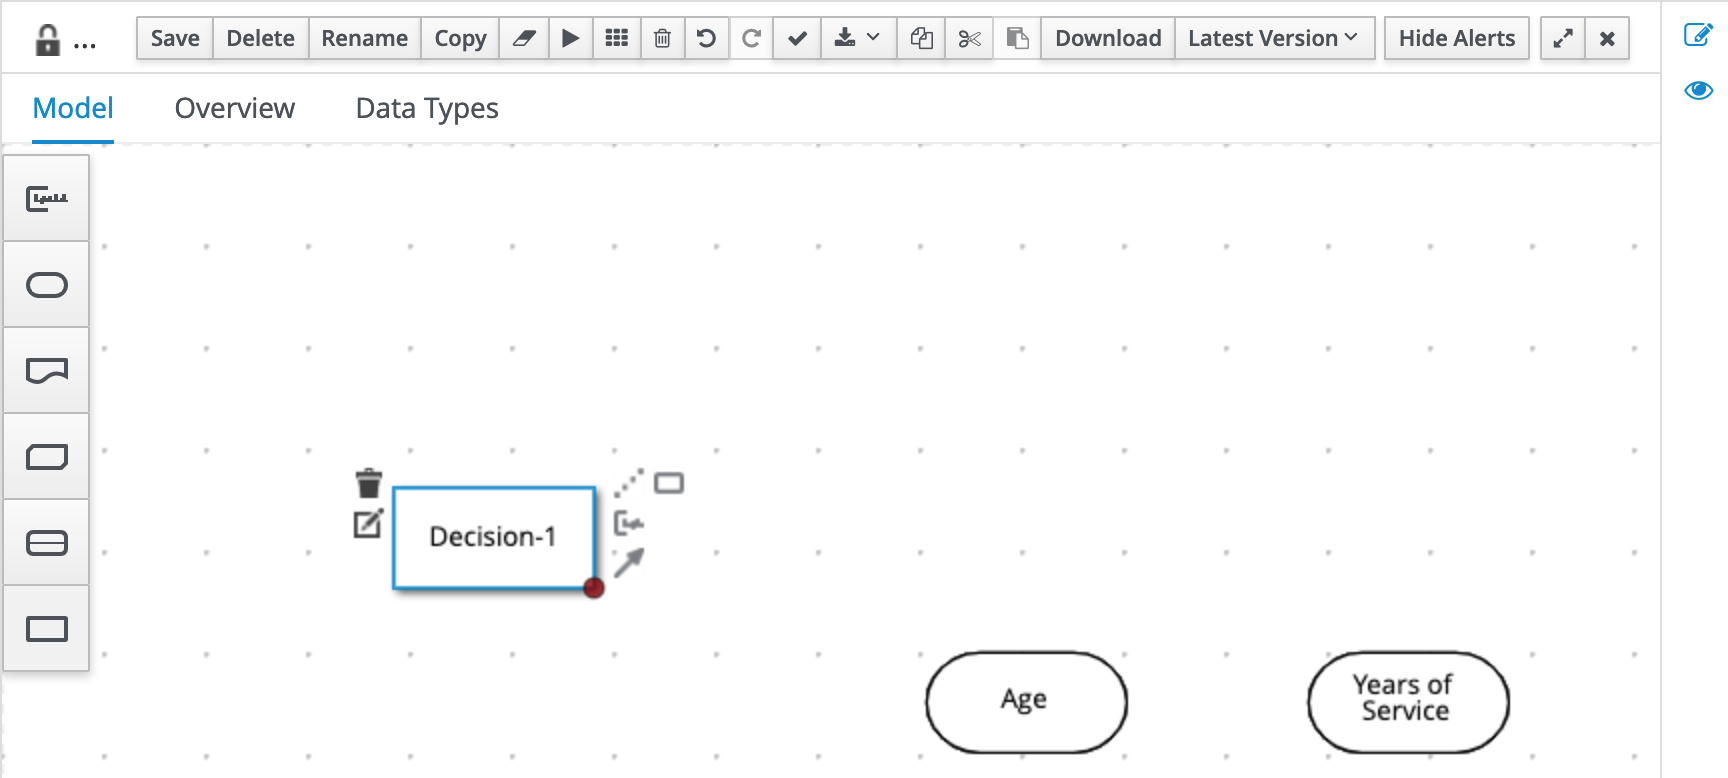 ... Save Delete Rename Copy Download Latest Version Hide Alerts
Model Overview Data Types
Decision-1
Age
Years of
Service